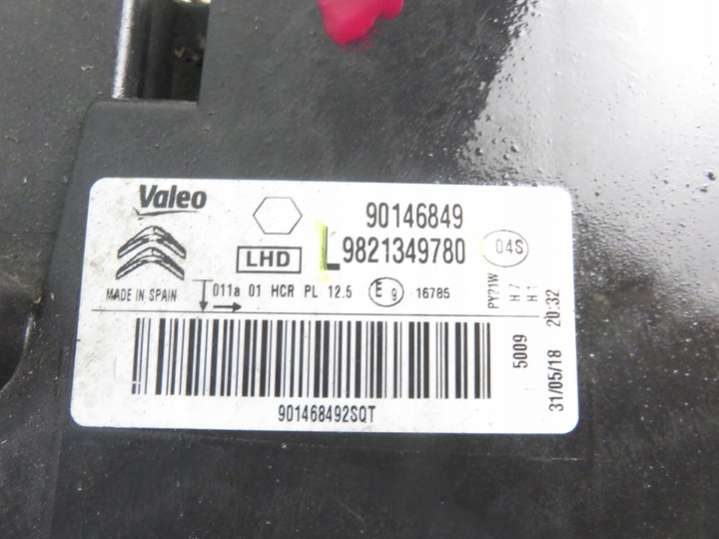 Valeo
90146849
LHD
L 9821349780
04S
MADE IN SPAIN
011a 01 HCR PL 12.5
E9
16785
PY21W
H7
H1
5009
31/05/18 20:32
901468492SQT